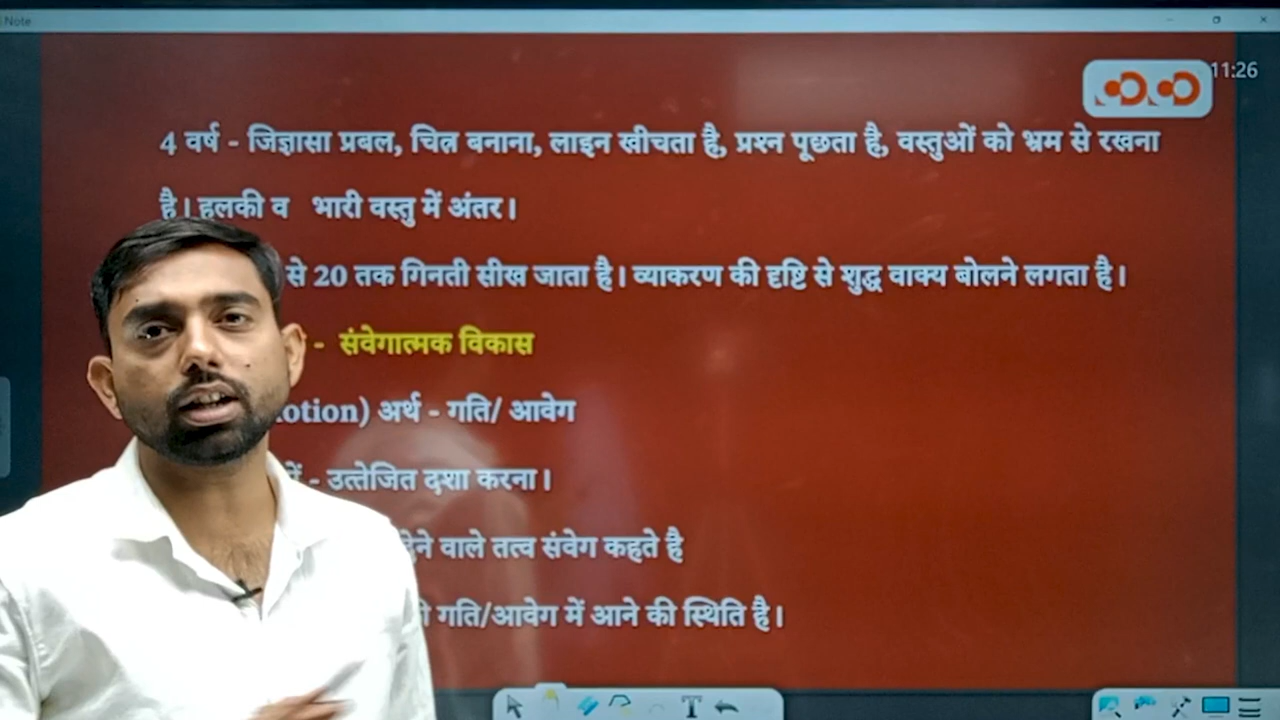 Note
11:26
4 वर्ष - जिज्ञासा प्रबल, चित्र बनाना, लाइन खीचता है, प्रश्न पूछता है, वस्तुओं को भ्रम से रखना
है। हलकी व भारी वस्तु में अंतर।
से 20 तक गिनती सीख जाता है। व्याकरण की दृष्टि से शुद्ध वाक्य बोलने लगता है।
- संवेगात्मक विकास
otion) अर्थ - गति/ आवेग
- उत्तेजित दशा करना।
वाले तत्व संवेग कहते है
गति/आवेग में आने की स्थिति है।